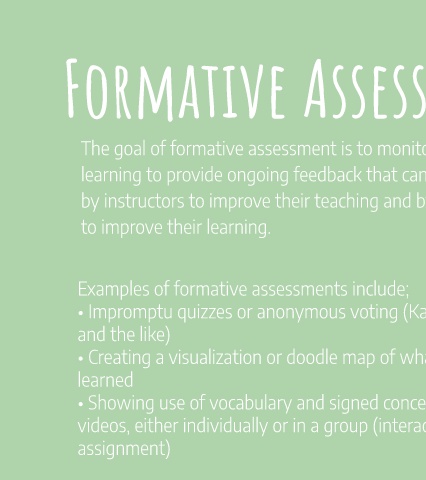 Formative Assess
The goal of formative assessment is to monito
learning to provide ongoing feedback that can
by instructors to improve their teaching and b
to improve their learning.
Examples of formative assessments include;
• Impromptu quizzes or anonymous voting (Ka
and the like)
• Creating a visualization or doodle map of wha
learned
• Showing use of vocabulary and signed conce
videos, either individually or in a group (interac
assignment)